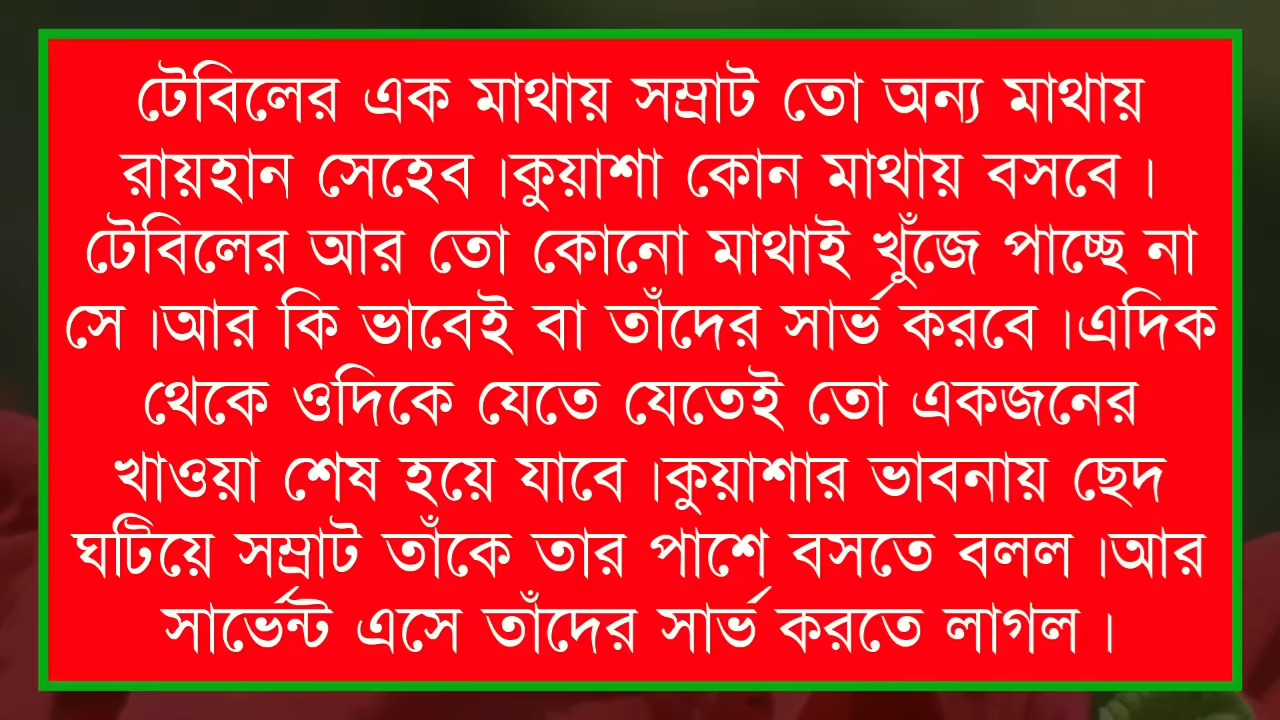 টেবিলের এক মাথায় সম্রাট তো অন্য মাথায়
রায়হান সেহেব ।কুয়াশা কোন মাথায় বসবে ।
টেবিলের আর তো কোনো মাথাই খুঁজে পাচ্ছে না
সে ।আর কি ভাবেই বা তাঁদের সার্ভ করবে ।এদিক
থেকে ওদিকে যেতে যেতেই তো একজনের
খাওয়া শেষ হয়ে যাবে ।কুয়াশার ভাবনায় ছেদ
ঘটিয়ে সম্রাট তাঁকে তার পাশে বসতে বলল ।আর
সার্ভেন্ট এসে তাঁদের সার্ভ করতে লাগল ।